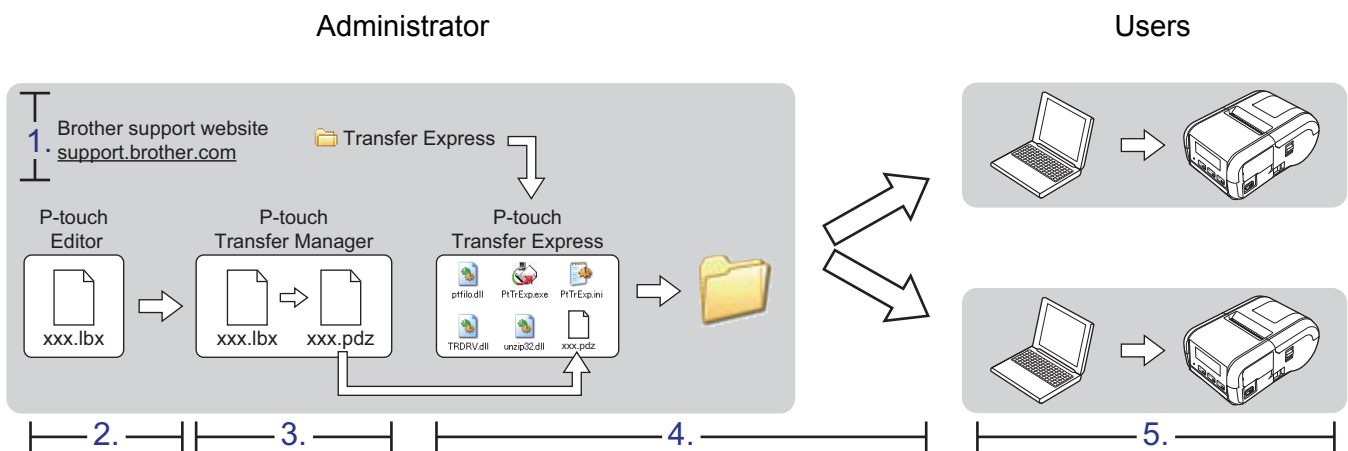 Administrator
Users
1. Brother support website
support.brother.com
Transfer Express
P-touch
Editor
xxx.lbx
P-touch
Transfer Manager
xxx.lbx
xxx.pdz
P-touch
Transfer Express
ptfilo.dll
PtTrExp.exe
PtTrExp.ini
TRDRV.dll
unzip32.dll
xxx.pdz
2.
3.
4.
5.